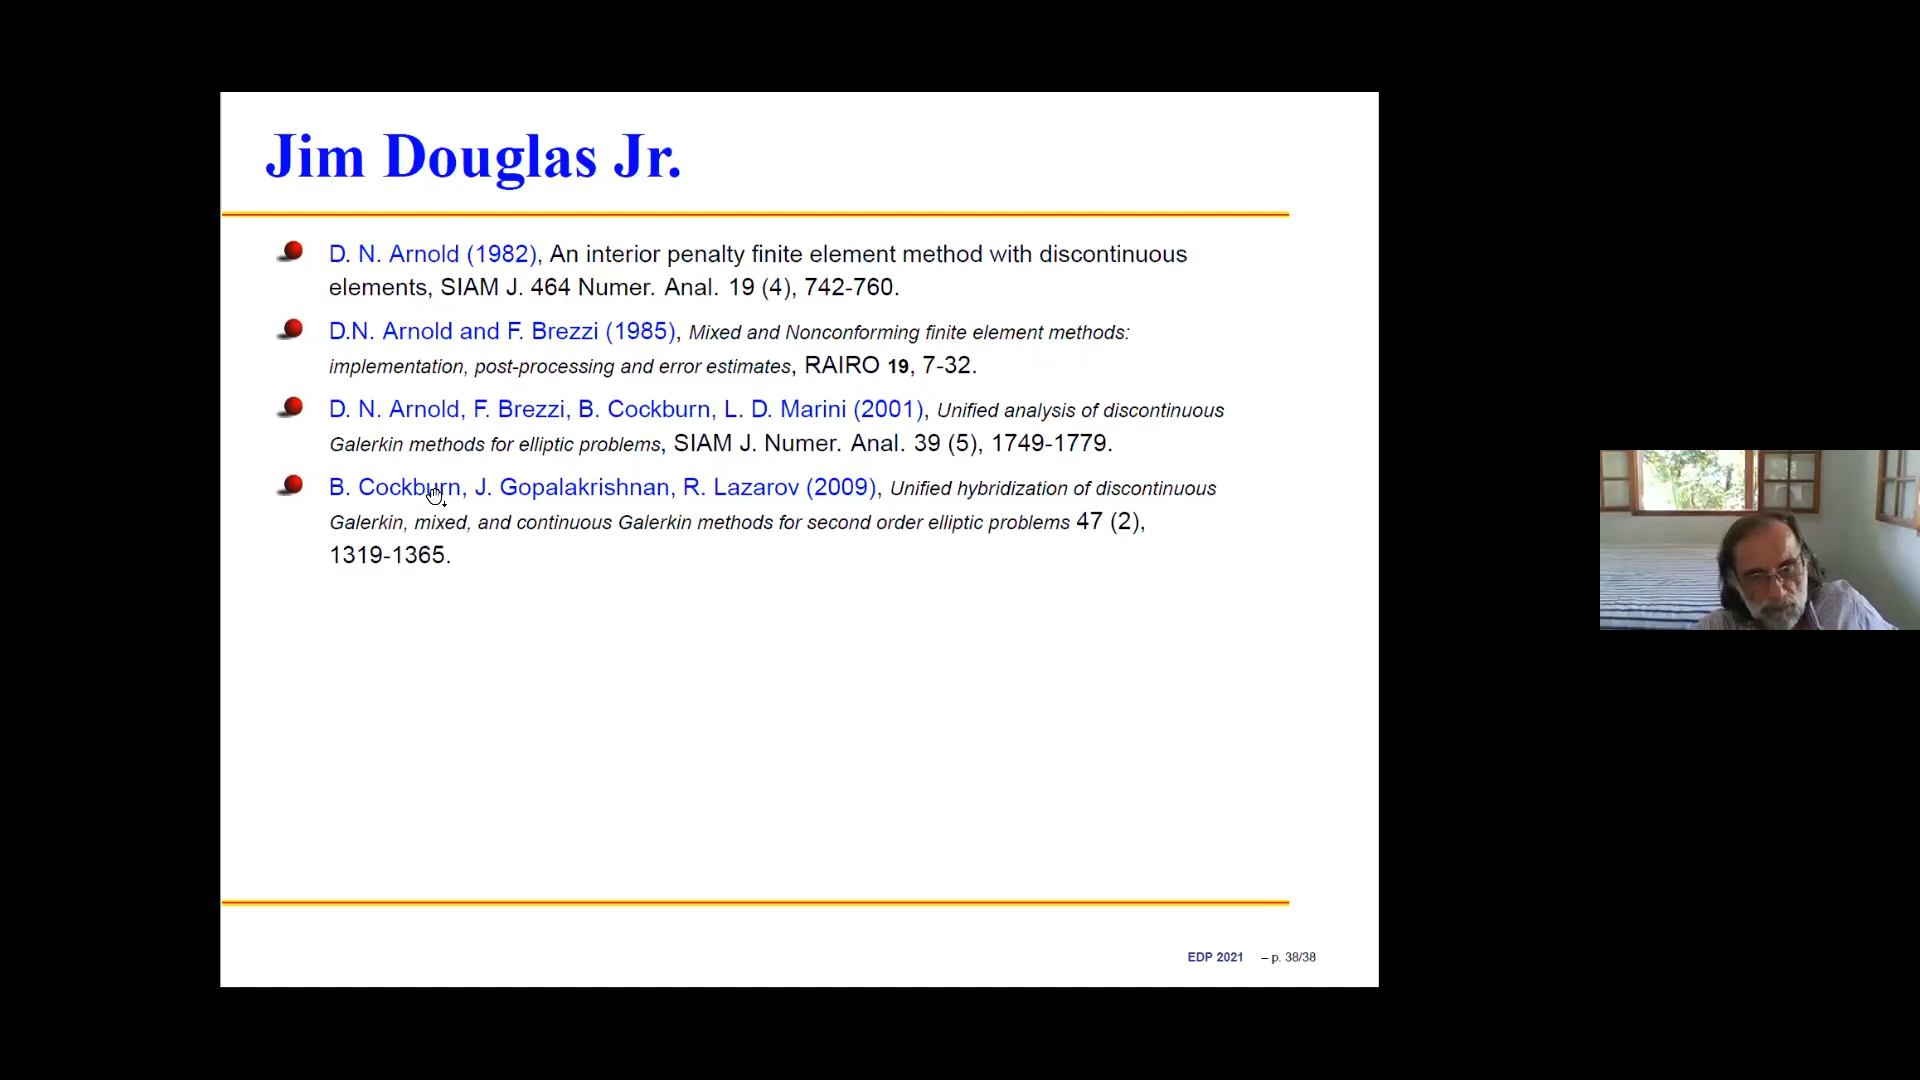 Jim Douglas Jr.
D. N. Arnold (1982), An interior penalty finite element method with discontinuous
elements, SIAM J. 464 Numer. Anal. 19 (4), 742-760.
D.N. Arnold and F. Brezzi (1985), Mixed and Nonconforming finite element methods:
implementation, post-processing and error estimates, RAIRO 19, 7-32.
D. N. Arnold, F. Brezzi, B. Cockburn, L. D. Marini (2001), Unified analysis of discontinuous
Galerkin methods for elliptic problems, SIAM J. Numer. Anal. 39 (5), 1749-1779.
B. Cockburn, J. Gopalakrishnan, R. Lazarov (2009), Unified hybridization of discontinuous
Galerkin, mixed, and continuous Galerkin methods for second order elliptic problems 47 (2),
1319-1365.
EDP 2021 – p. 38/38